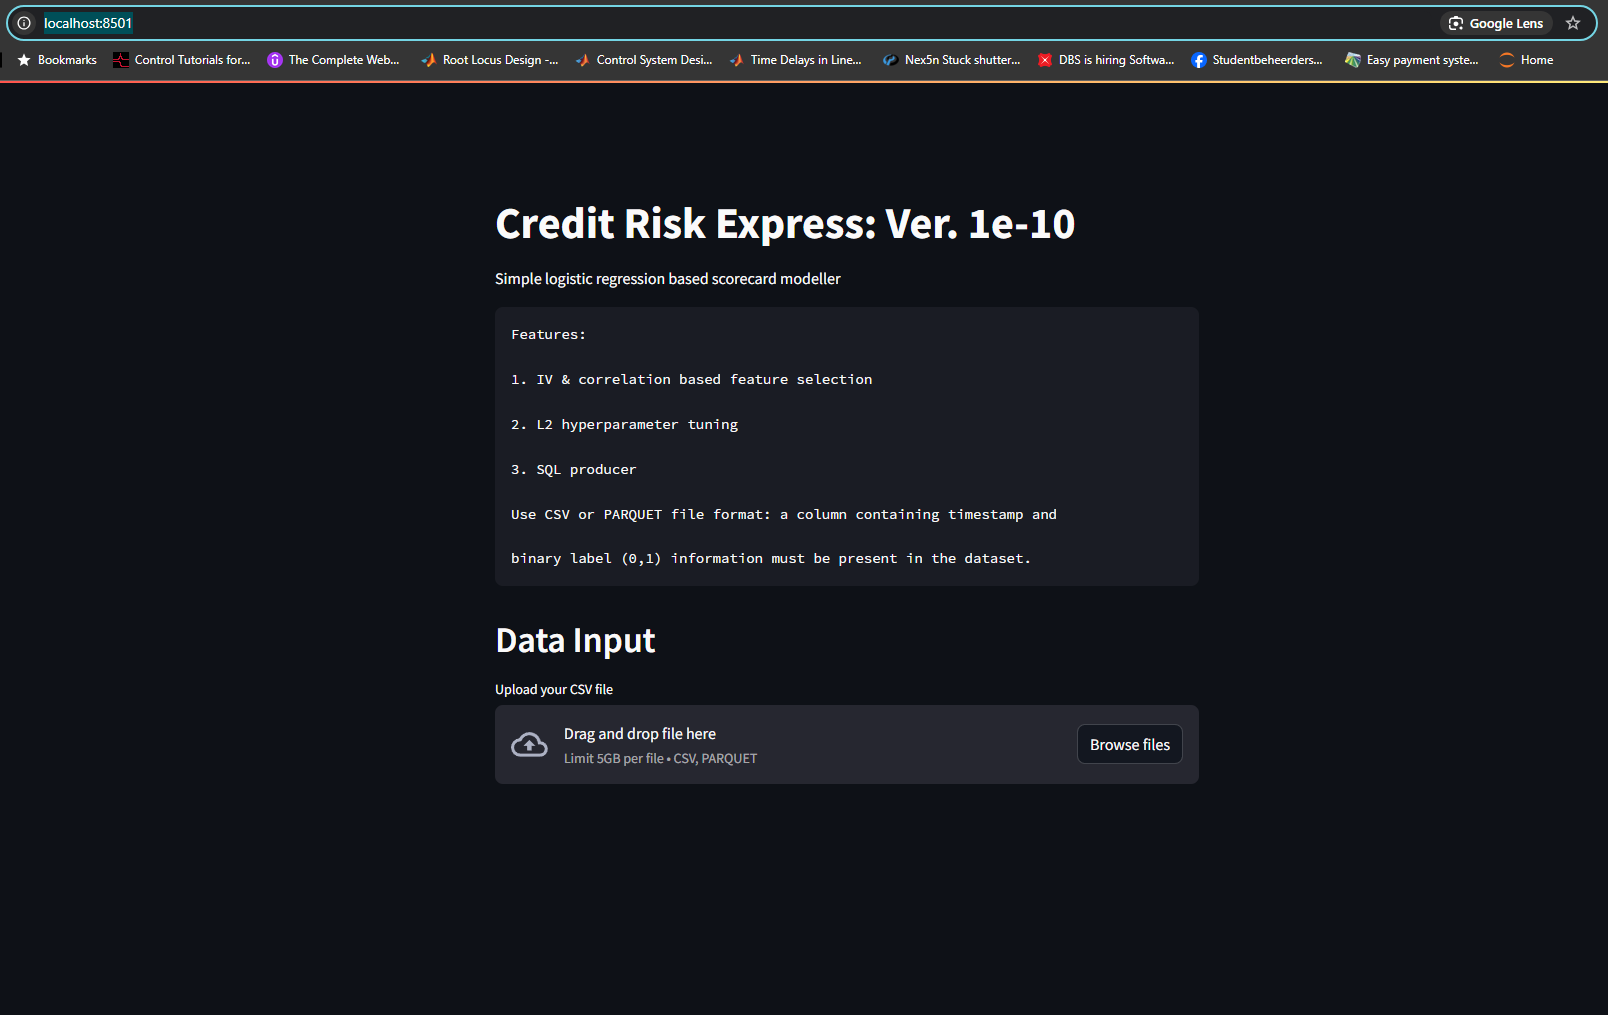 localhost:8501
Google Lens
Bookmarks
Control Tutorials for...
The Complete Web...
Root Locus Design -...
Control System Desi...
Time Delays in Line...
Nex5n Stuck shutter...
DBS is hiring Softwa...
Studentbeheerders...
Easy payment syste...
Home
Credit Risk Express: Ver. 1e-10
Simple logistic regression based scorecard modeller
Features:
1. IV & correlation based feature selection
2. L2 hyperparameter tuning
3. SQL producer
Use CSV or PARQUET file format: a column containing timestamp and
binary label (0,1) information must be present in the dataset.
Data Input
Upload your CSV file
Drag and drop file here
Limit 5GB per file • CSV, PARQUET
Browse files